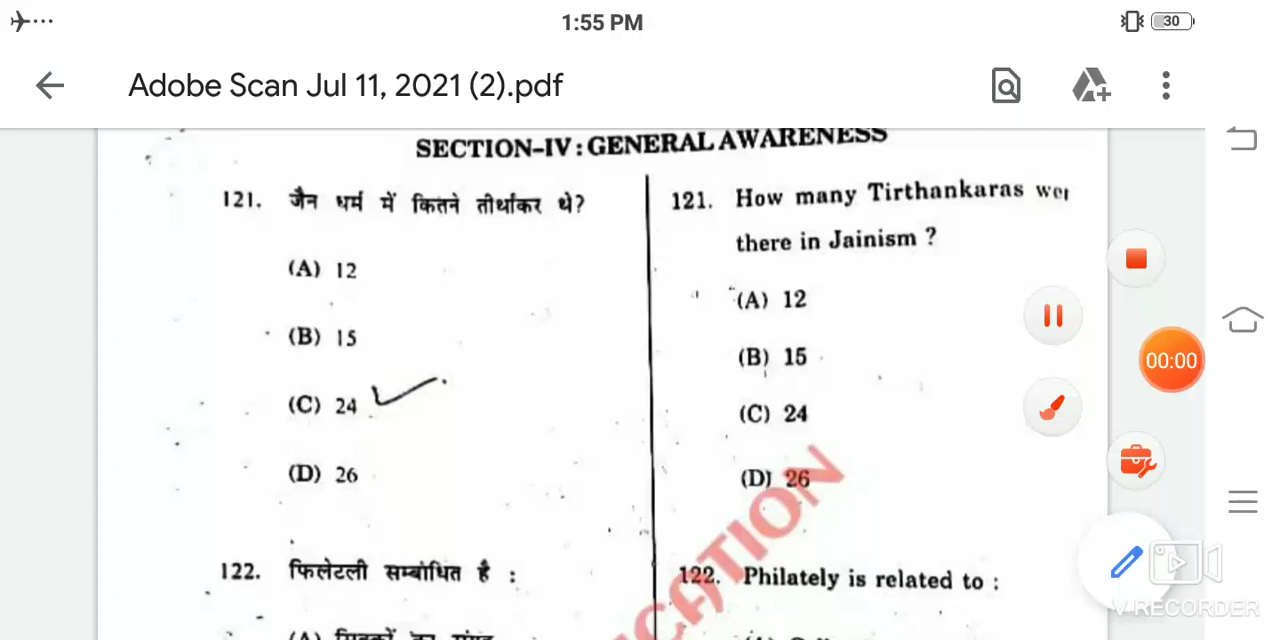 1:55 PM
30
Adobe Scan Jul 11, 2021 (2).pdf
SECTION–IV : GENERAL AWARENESS
121. जैन धर्म में कितने तीर्थांकर थे?
(A) 12
(B) 15
(C) 24
(D) 26
122. फिलेटली सम्बंधित है :
121. How many Tirthankaras
there in Jainism ?
(A) 12
(B) 15
(C) 24
(D) 26
122. Philately is related to :
(A)
00:00
V RECORDER